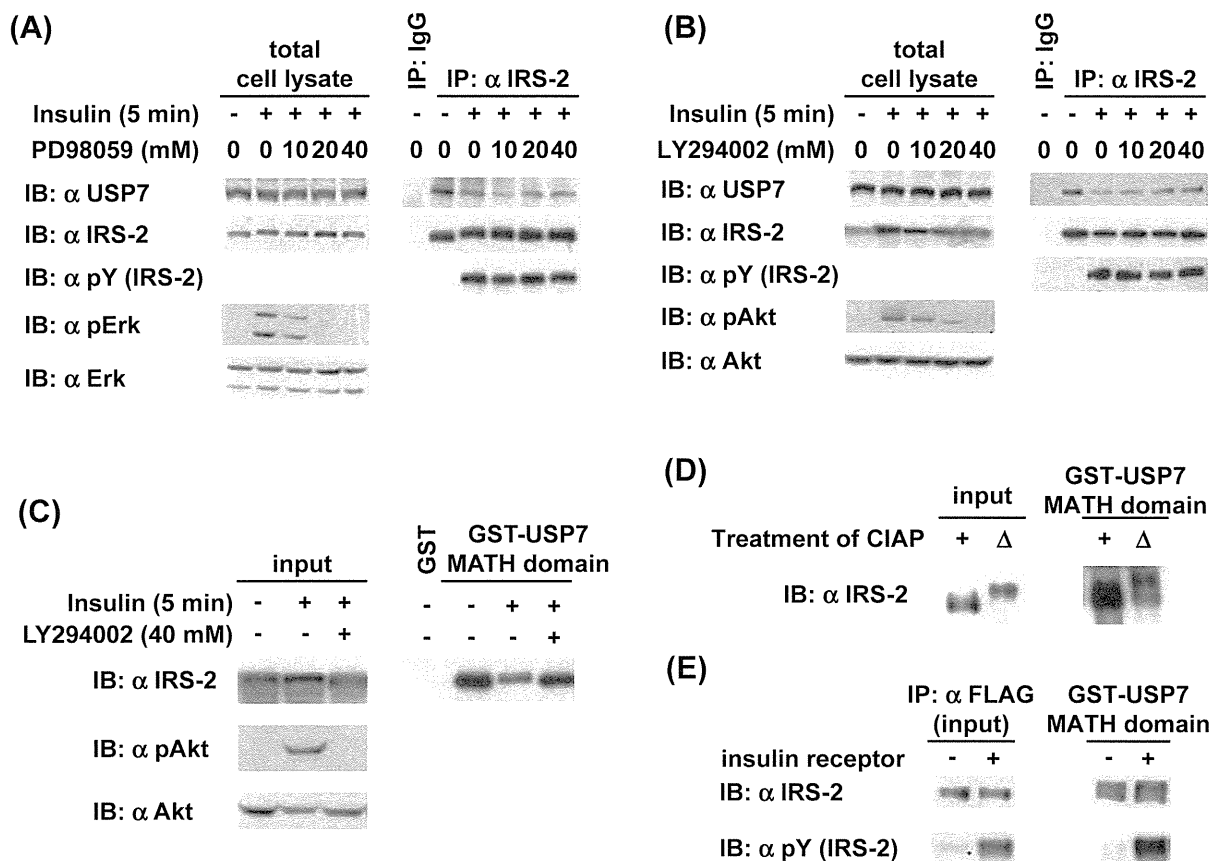 (A)
total
cell lysate
IP: IgG
IP: α IRS-2
Insulin (5 min) - + + + + - - + + + +
PD98059 (mM) 0 0 10 20 40 0 0 0 10 20 40
IB: α USP7
IB: α IRS-2
IB: α pY (IRS-2)
IB: α pErk
IB: α Erk
(B)
total
cell lysate
IP: IgG
IP: α IRS-2
Insulin (5 min) - + + + + - - + + + +
LY294002 (mM) 0 0 10 20 40 0 0 0 10 20 40
IB: α USP7
IB: α IRS-2
IB: α pY (IRS-2)
IB: α pAkt
IB: α Akt
(C)
input
GST
GST-USP7
MATH domain
Insulin (5 min) - + + - - + +
LY294002 (40 mM) - - + - - - +
IB: α IRS-2
IB: α pAkt
IB: α Akt
(D)
input
GST-USP7
MATH domain
Treatment of CIAP + Δ + Δ
IB: α IRS-2
(E)
IP: α FLAG
(input)
GST-USP7
MATH domain
insulin receptor - + - +
IB: α IRS-2
IB: α pY (IRS-2)